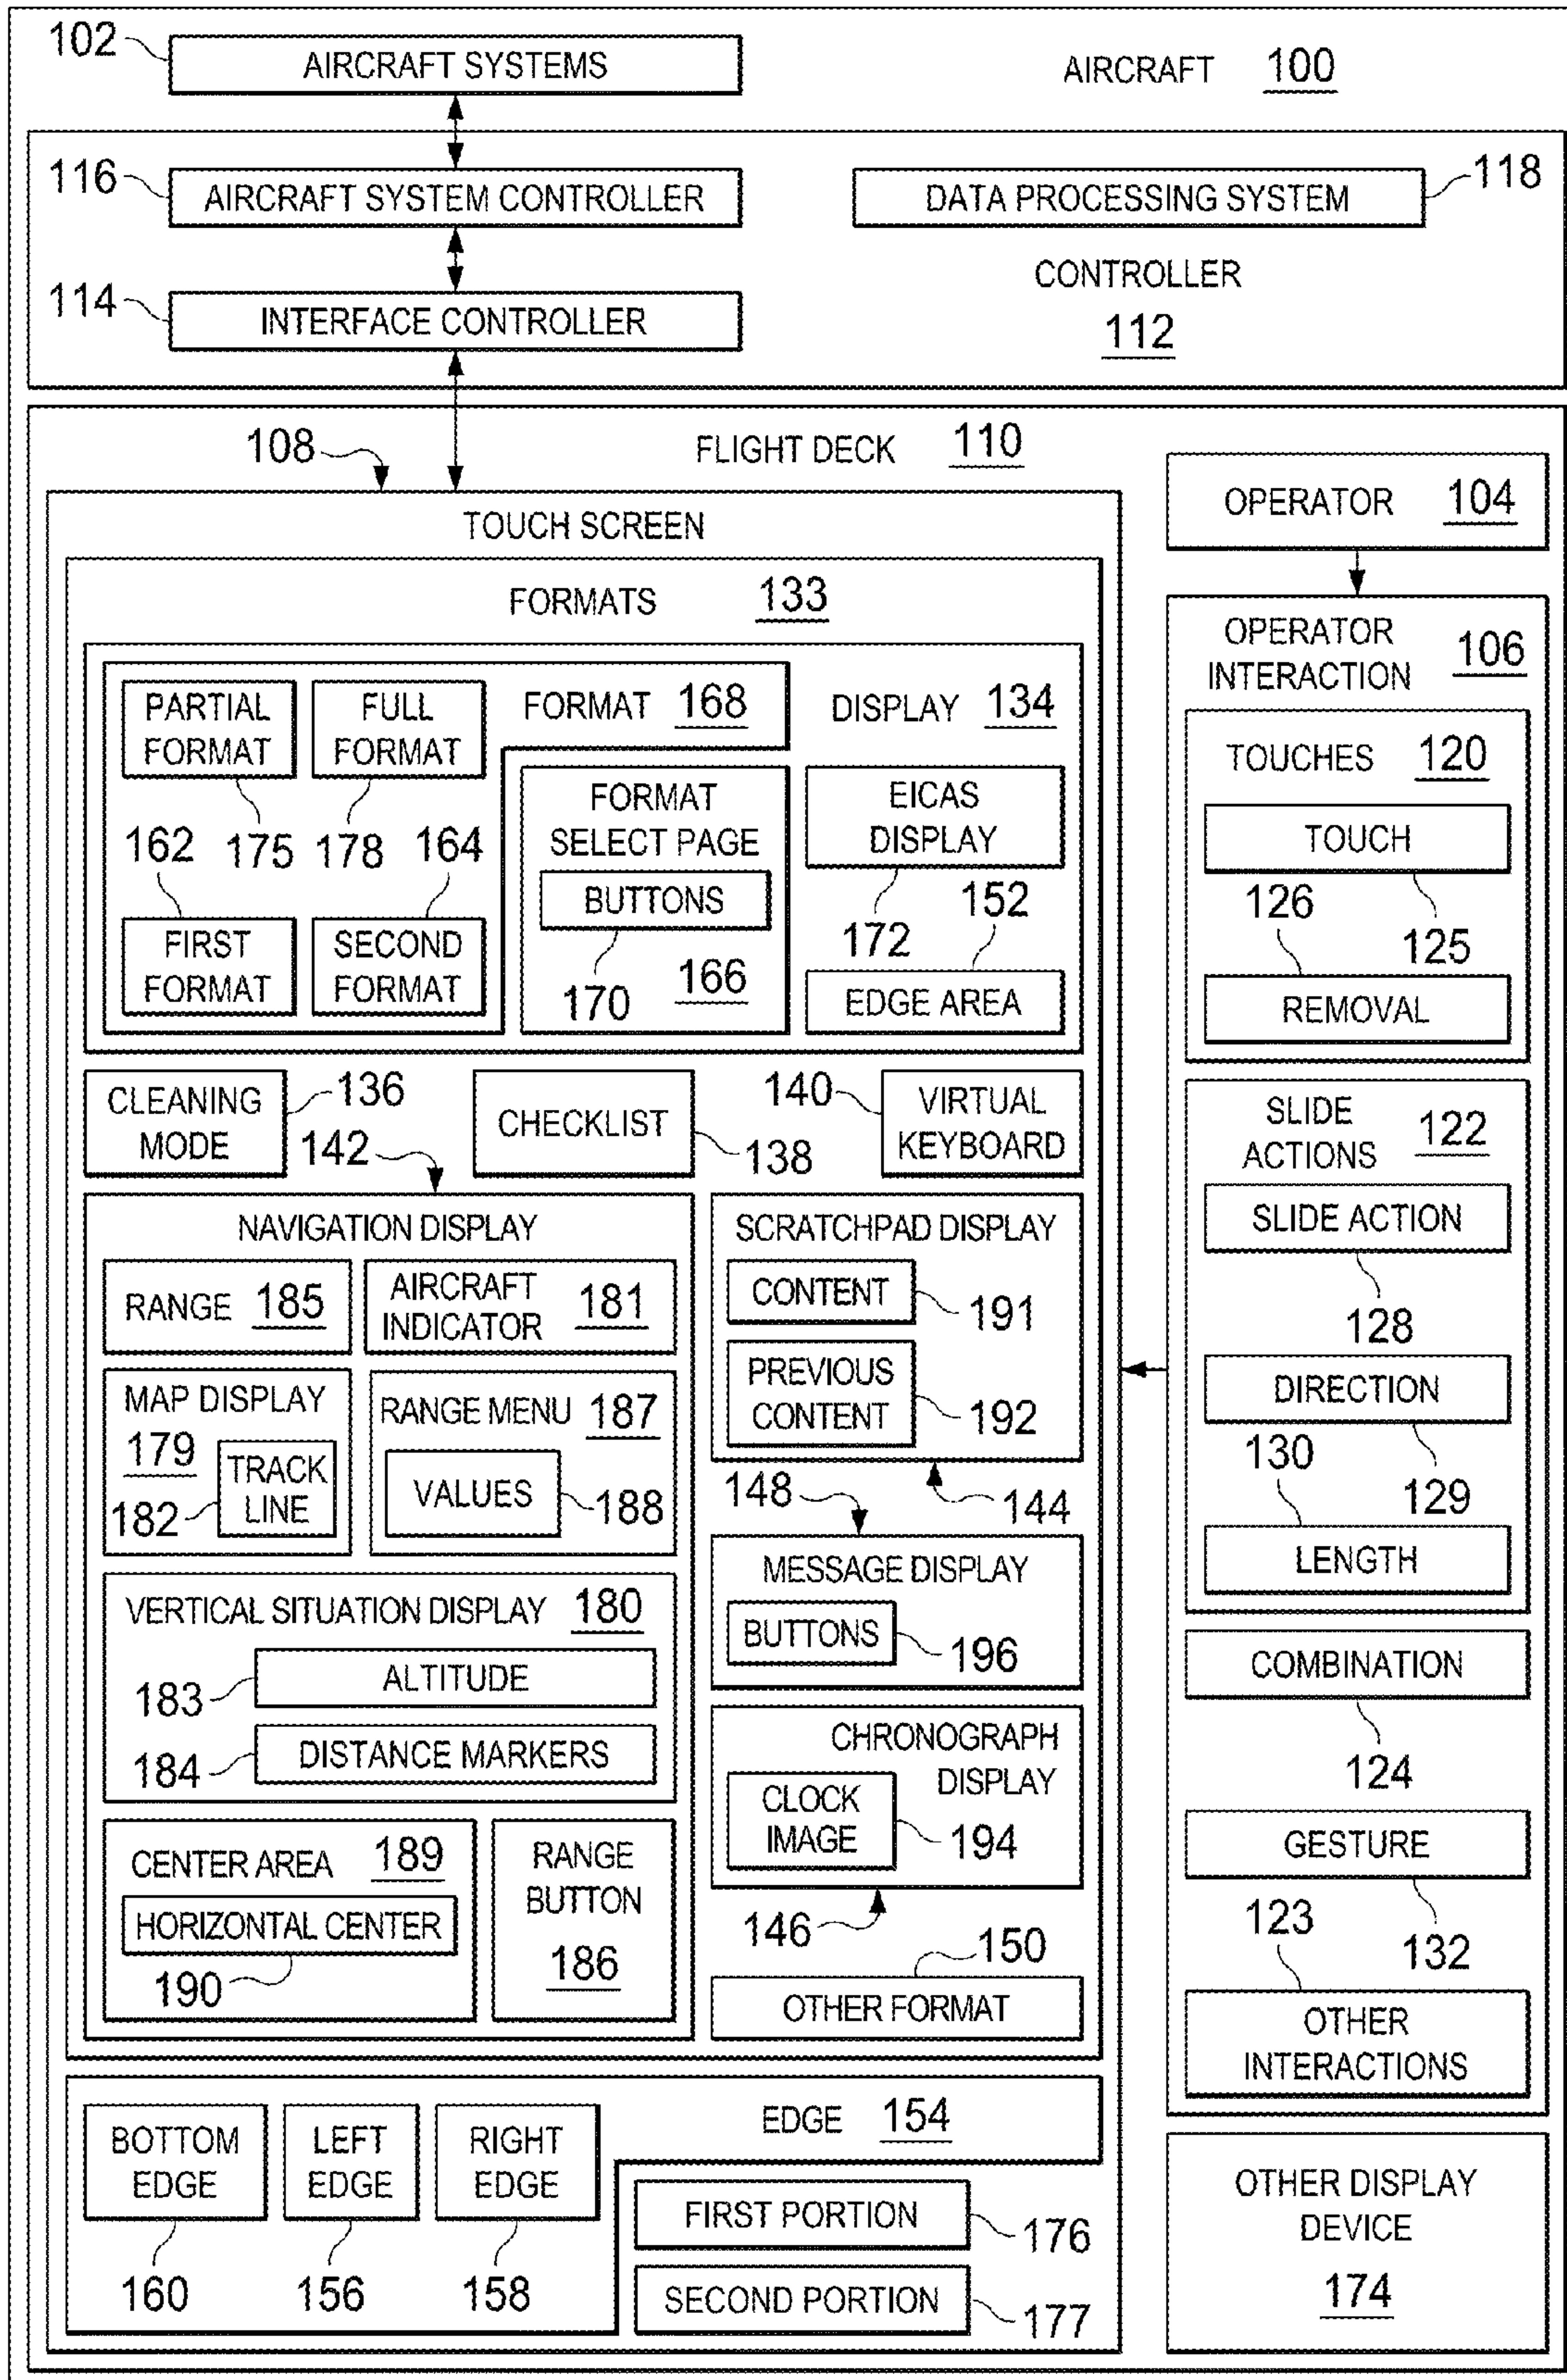 102
AIRCRAFT SYSTEMS
AIRCRAFT 100
116
AIRCRAFT SYSTEM CONTROLLER
DATA PROCESSING SYSTEM
118
CONTROLLER
112
114
INTERFACE CONTROLLER
108
FLIGHT DECK 110
TOUCH SCREEN
FORMATS 133
PARTIAL
FORMAT
175
FULL
FORMAT
178
FORMAT 168
162
FIRST
FORMAT
164
SECOND
FORMAT
FORMAT
SELECT PAGE
BUTTONS
170
166
DISPLAY 134
EICAS
DISPLAY
172
152
EDGE AREA
CLEANING
MODE
136
CHECKLIST
138
140
VIRTUAL
KEYBOARD
142
NAVIGATION DISPLAY
RANGE 185
AIRCRAFT
INDICATOR
181
MAP DISPLAY
179
TRACK
LINE
182
RANGE MENU 187
VALUES
188
VERTICAL SITUATION DISPLAY 180
183
ALTITUDE
184
DISTANCE MARKERS
CENTER AREA 189
HORIZONTAL CENTER
190
RANGE
BUTTON
186
SCRATCHPAD DISPLAY
CONTENT
191
PREVIOUS
CONTENT
192
144
148
MESSAGE DISPLAY
BUTTONS
196
CHRONOGRAPH
DISPLAY
CLOCK
IMAGE
194
146
150
OTHER FORMAT
EDGE 154
BOTTOM
EDGE
160
LEFT
EDGE
156
RIGHT
EDGE
158
FIRST PORTION
176
SECOND PORTION
177
OPERATOR 104
OPERATOR
INTERACTION
106
TOUCHES 120
TOUCH
125
126
REMOVAL
SLIDE
ACTIONS
122
SLIDE ACTION
128
DIRECTION
129
130
LENGTH
COMBINATION
124
GESTURE
132
123
OTHER
INTERACTIONS
OTHER DISPLAY
DEVICE
174